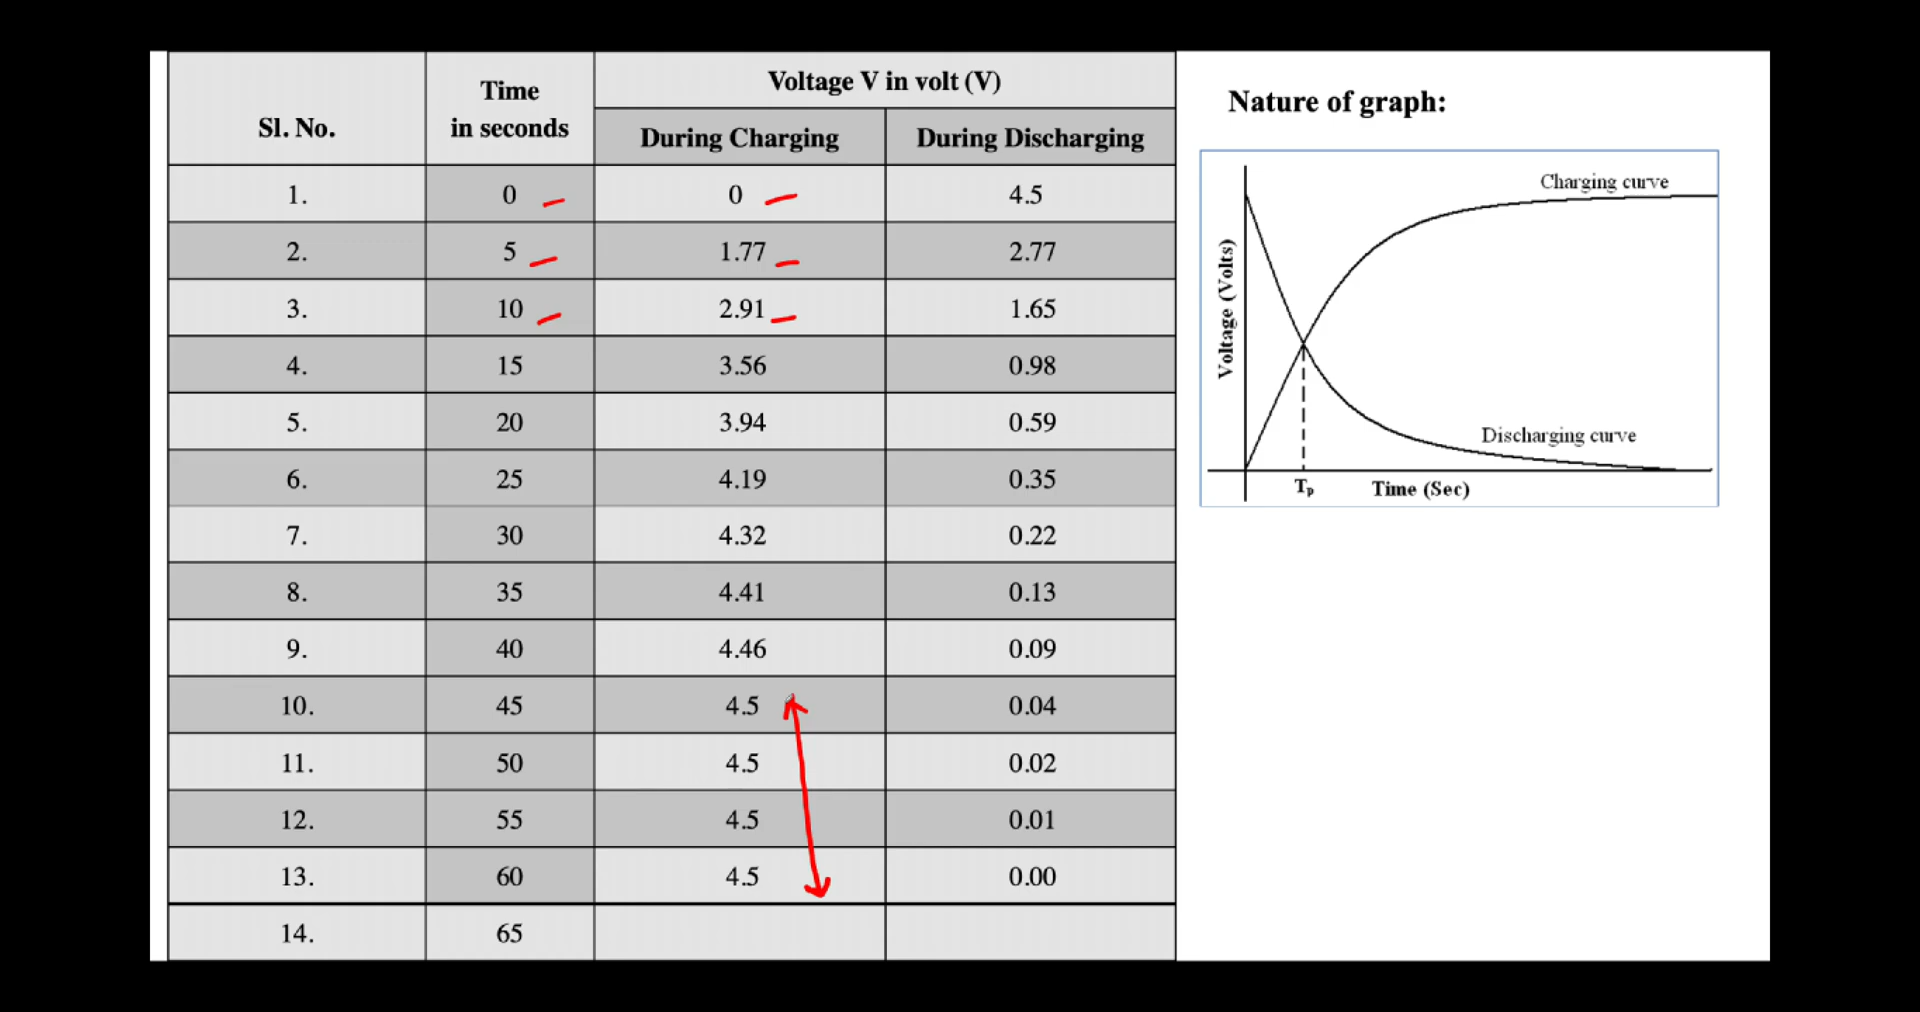 Sl. No. Time in seconds Voltage V in volt (V)
During Charging During Discharging
1. 0 0 4.5
2. 5 1.77 2.77
3. 10 2.91 1.65
4. 15 3.56 0.98
5. 20 3.94 0.59
6. 25 4.19 0.35
7. 30 4.32 0.22
8. 35 4.41 0.13
9. 40 4.46 0.09
10. 45 4.5 0.04
11. 50 4.5 0.02
12. 55 4.5 0.01
13. 60 4.5 0.00
14. 65
Nature of graph:
Charging curve
Voltage (Volts)
Discharging curve
Tp Time (Sec)